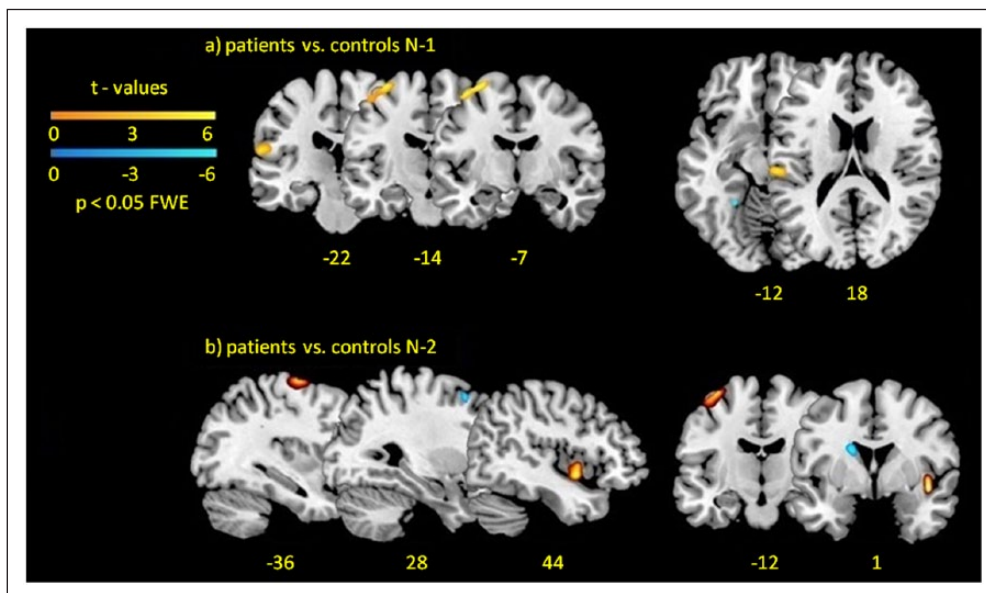 a) patients vs. controls N-1
t - values
0 3 6
0 -3 -6
p < 0.05 FWE
-22 -14 -7
-12 18
b) patients vs. controls N-2
-36 28 44
-12 1